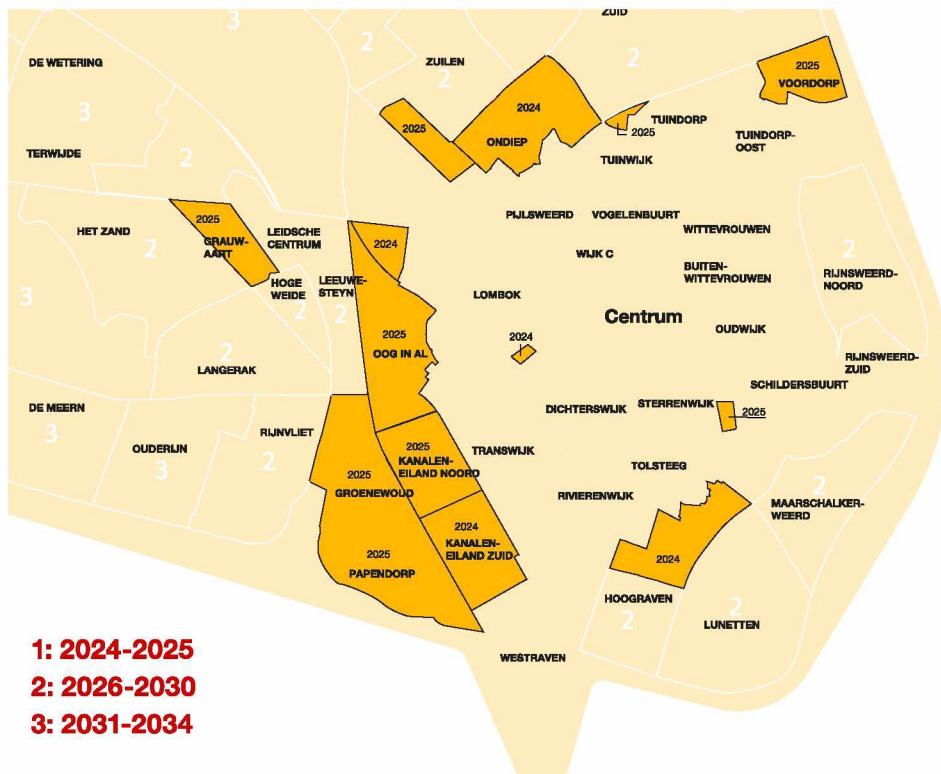 ZUID
3
2
2
DE WETERING
ZUILEN
2
2025
VOORDORP
3
2024
2025
ONDIEP
TUINDORP
2025
TUINDORP-
OOST
TERWIJDE
2
TUINWIJK
2025
GRAUW-
AART
HET ZAND
2
LEIDSCHE
CENTRUM
2024
PIJLSWEERD
VOGELENBUURT
WITTEVROUWEN
2
WIJK C
BUITEN-
WITTEVROUWEN
RIJNSWEERD-
NOORD
3
HOGE
WEIDE
2
LEEUWE-
STEYN
2
LOMBOK
Centrum
2025
OOG IN AL
2024
OUDWIJK
2
LANGERAK
RIJNSWEERD-
ZUID
SCHILDERSBUURT
DE MEERN
3
DICHTERSWIJK
STERRENWIJK
2025
OUDERIJN
3
RIJNVLIET
2
2025
KANALEN-
EILAND NOORD
TRANSWIJK
TOLSTEEG
2025
GROENEWOUD
RIVIERENWIJK
2
MAARSCHALKER-
WEERD
2024
KANALEN-
EILAND ZUID
2025
PAPENDORP
2024
HOOGRAVEN
2
2
LUNETTEN
WESTRAVEN
1: 2024-2025
2: 2026-2030
3: 2031-2034